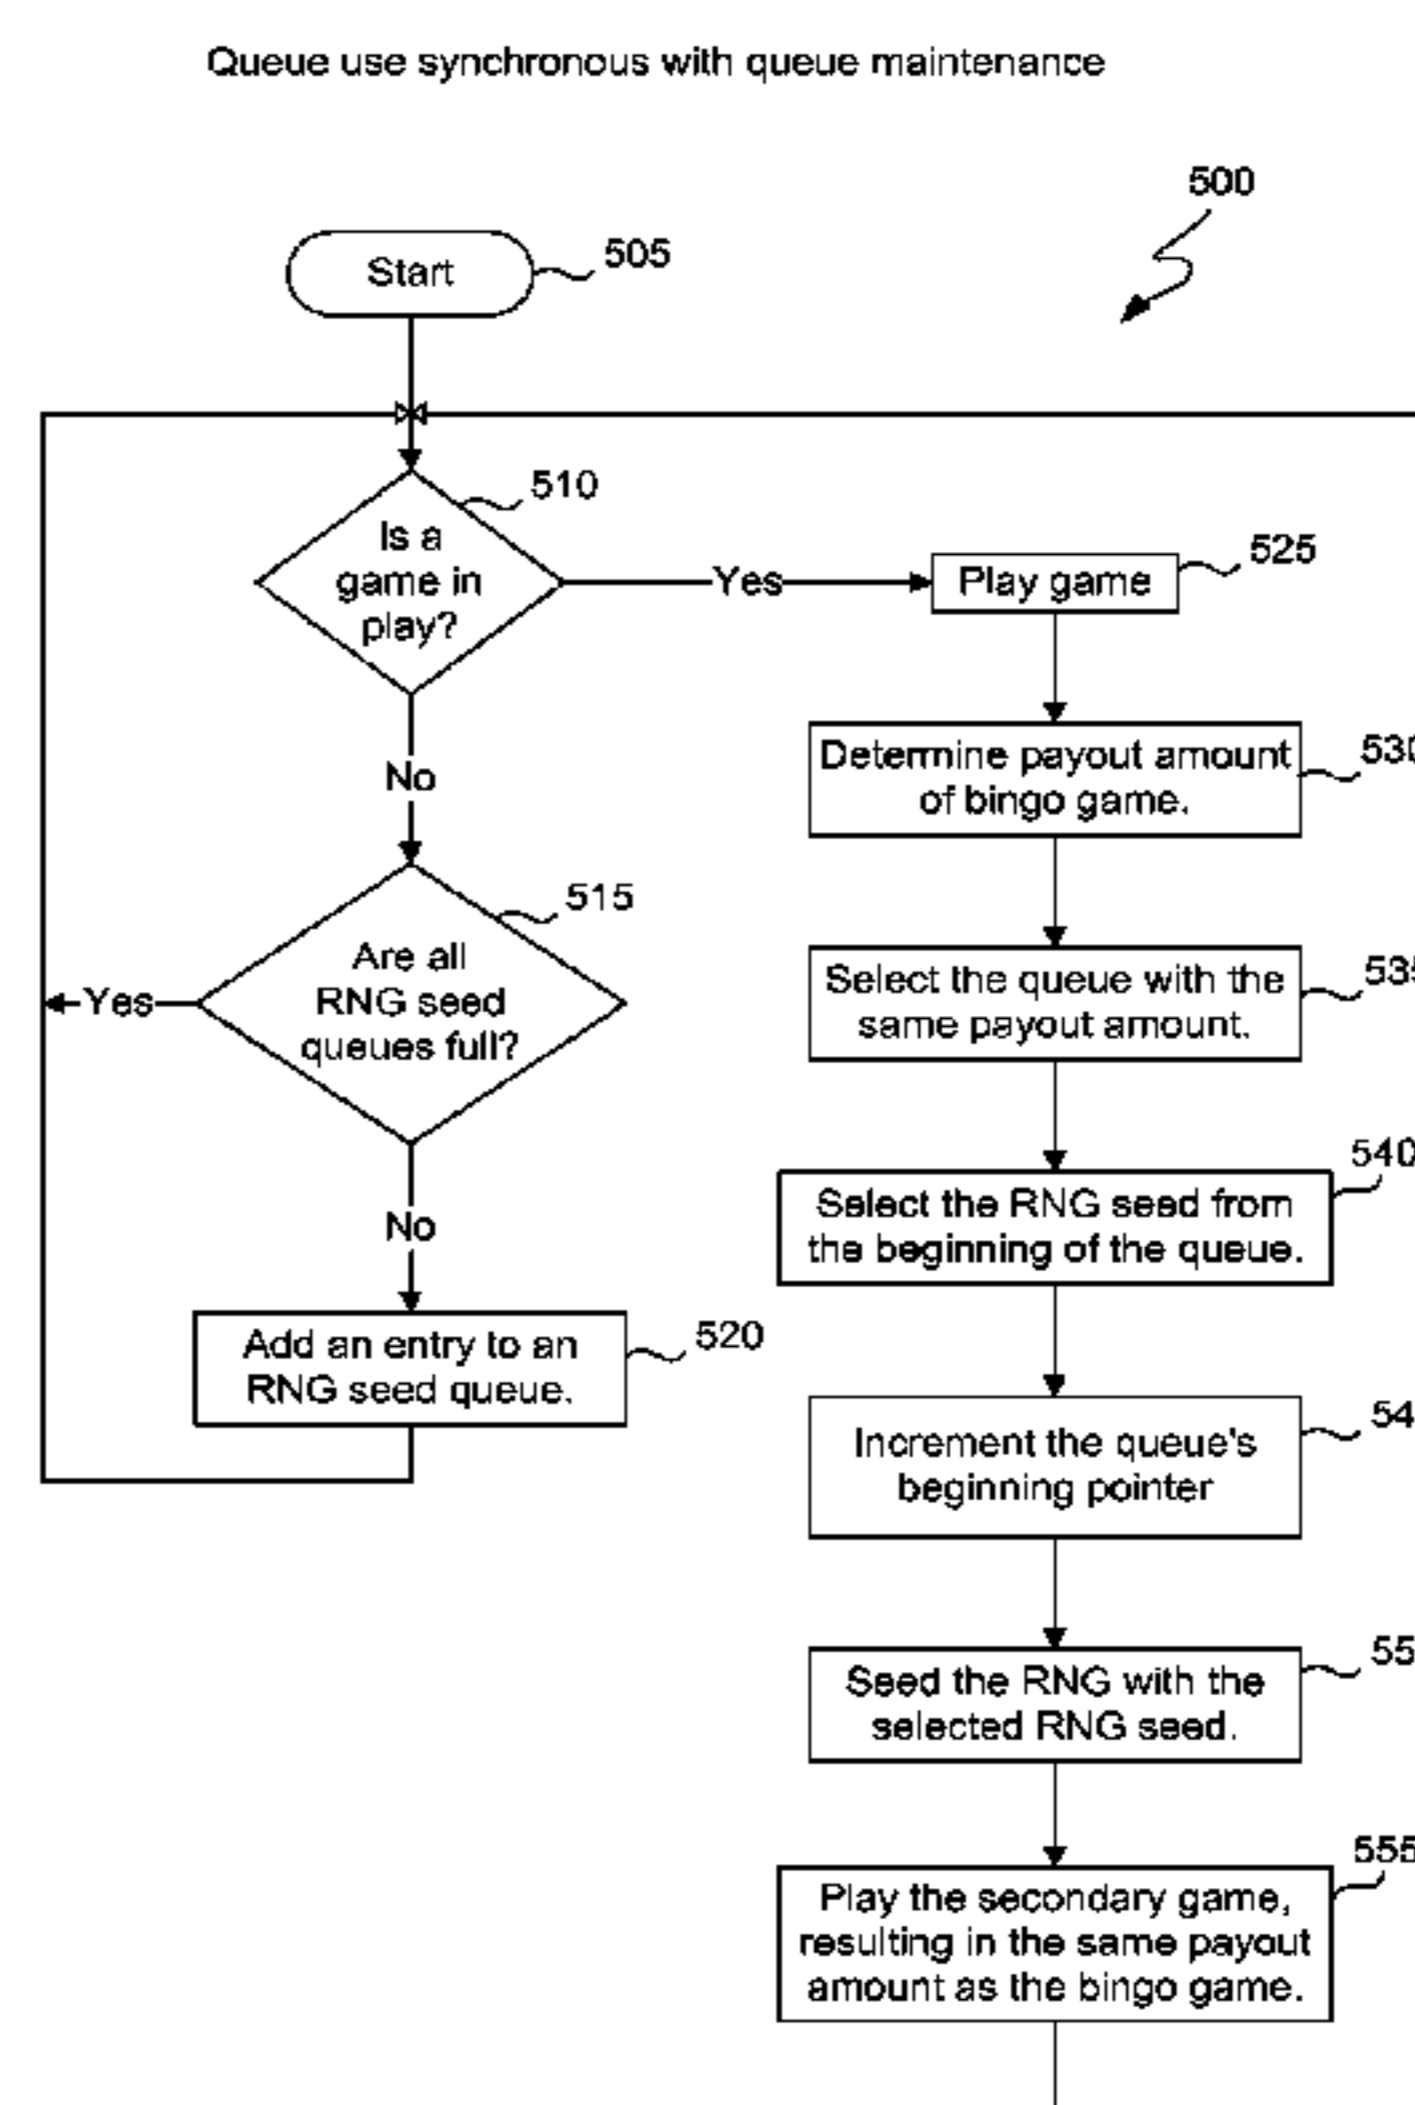 Queue use synchronous with queue maintenance
500
Start
505
510
Is a
game in
play?
Yes
Play game
525
No
Determine payout amount
of bingo game.
530
515
Are all
RNG seed
queues full?
Yes
Select the queue with the
same payout amount.
535
No
540
Select the RNG seed from
the beginning of the queue.
Add an entry to an
RNG seed queue.
520
Increment the queue's
beginning pointer
54
Seed the RNG with the
selected RNG seed.
55
555
Play the secondary game,
resulting in the same payout
amount as the bingo game.